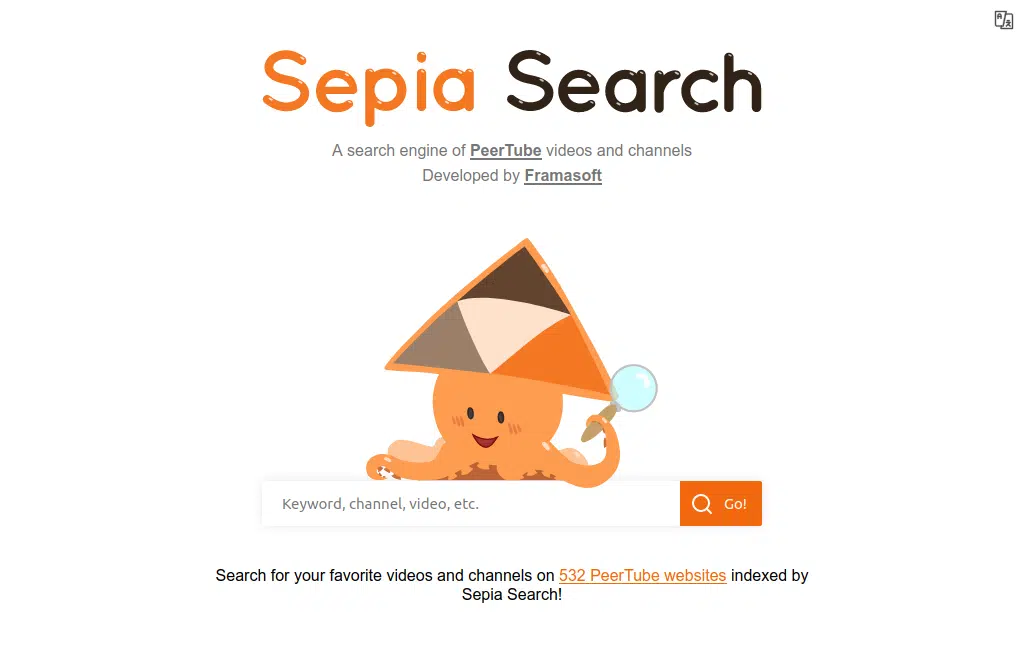 Sepia Search
A search engine of PeerTube videos and channels
Developed by Framasoft
Keyword, channel, video, etc.
Go!
Search for your favorite videos and channels on 532 PeerTube websites indexed by
Sepia Search!